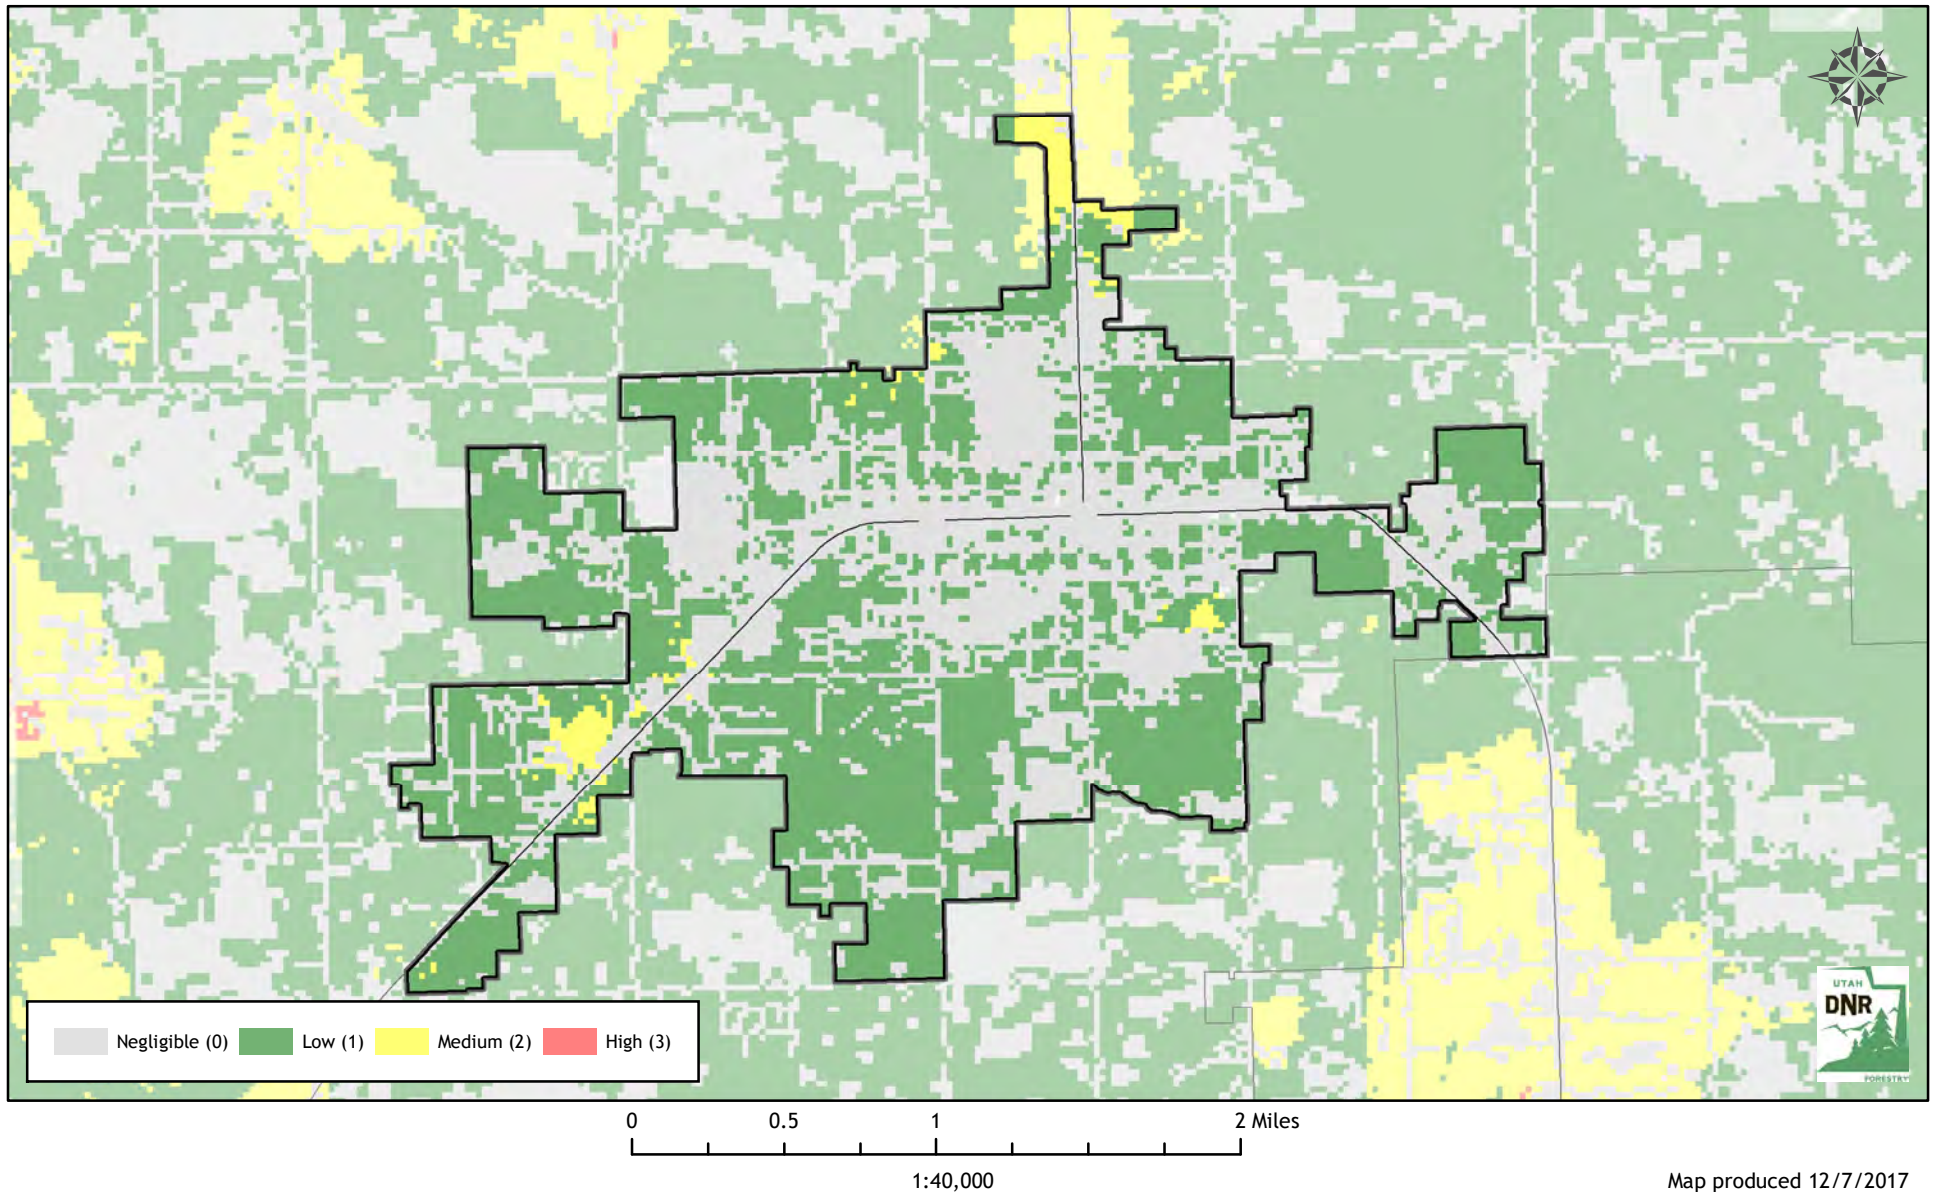 UTAH
DNR
FORESTRY
Negligible (0) Low (1) Medium (2) High (3)
0 0.5 1 2 Miles
1:40,000
Map produced 12/7/2017